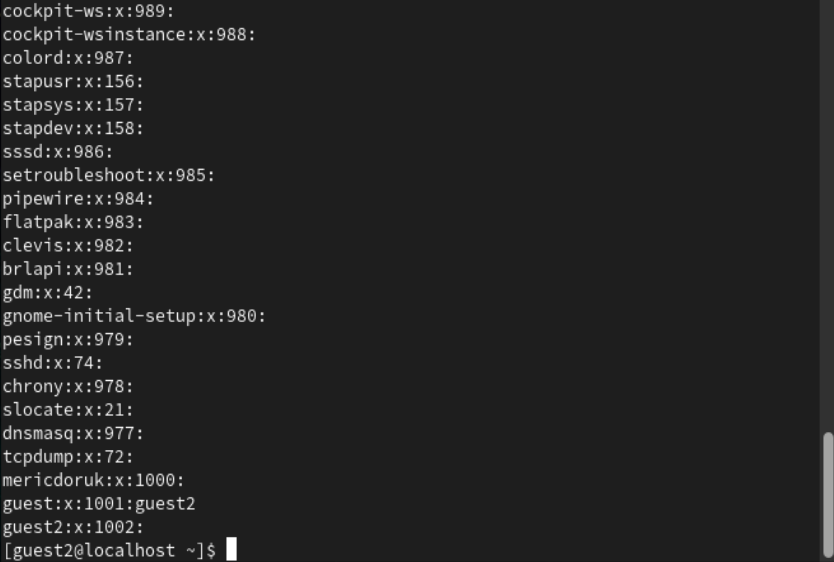 cockpit-ws:x:989:
cockpit-wsinstance:x:988:
colord:x:987:
stapusr:x:156:
stapsys:x:157:
stapdev:x:158:
sssd:x:986:
setroubleshoot:x:985:
pipewire:x:984:
flatpak:x:983:
clevis:x:982:
brlapi:x:981:
gdm:x:42:
gnome-initial-setup:x:980:
pesign:x:979:
sshd:x:74:
chrony:x:978:
slocate:x:21:
dnsmasq:x:977:
tcpdump:x:72:
mericdoruk:x:1000:
guest:x:1001:guest2
guest2:x:1002:
[guest2@localhost ~]$